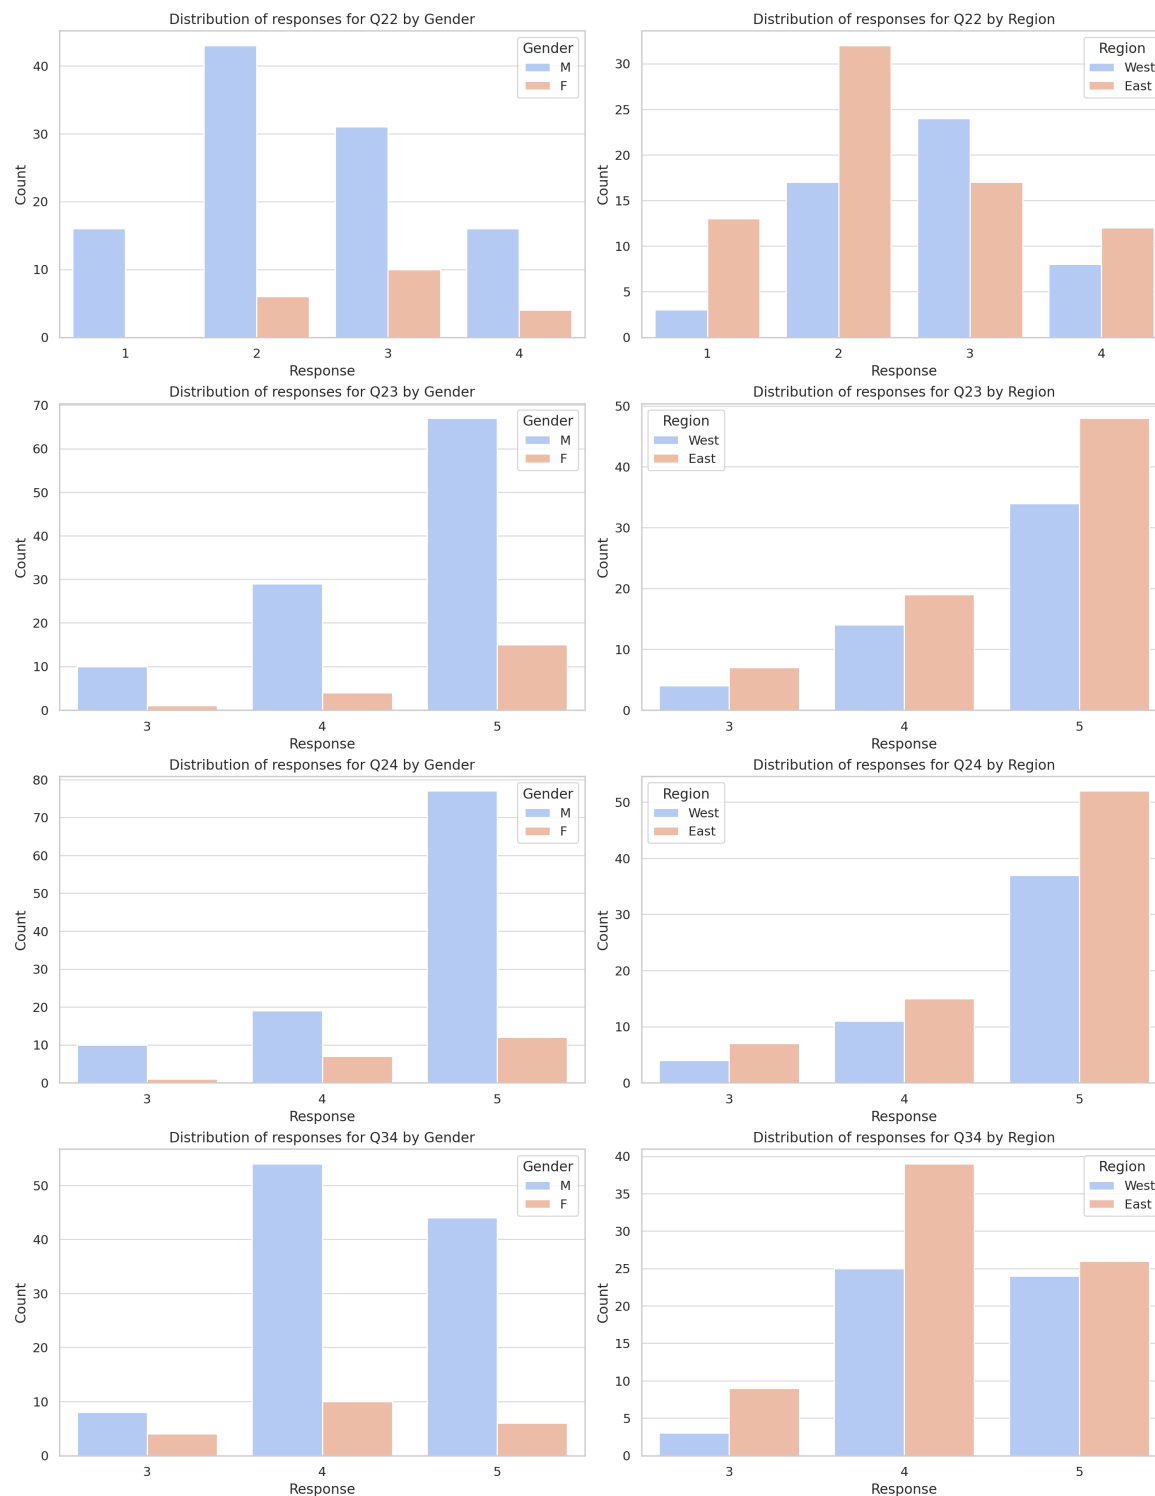 Distribution of responses for Q22 by Gender
Count
40
30
20
10
0
Gender
M
F
1 2 3 4
Response
Distribution of responses for Q22 by Region
Count
30
25
20
15
10
5
0
Region
West
East
1 2 3 4
Response
Distribution of responses for Q23 by Gender
Count
70
60
50
40
30
20
10
0
Gender
M
F
3 4 5
Response
Distribution of responses for Q23 by Region
Count
50
40
30
20
10
0
Region
West
East
3 4 5
Response
Distribution of responses for Q24 by Gender
Count
80
70
60
50
40
30
20
10
0
Gender
M
F
3 4 5
Response
Distribution of responses for Q24 by Region
Count
50
40
30
20
10
0
Region
West
East
3 4 5
Response
Distribution of responses for Q34 by Gender
Count
50
40
30
20
10
0
Gender
M
F
3 4 5
Response
Distribution of responses for Q34 by Region
Count
40
35
30
25
20
15
10
5
0
Region
West
East
3 4 5
Response